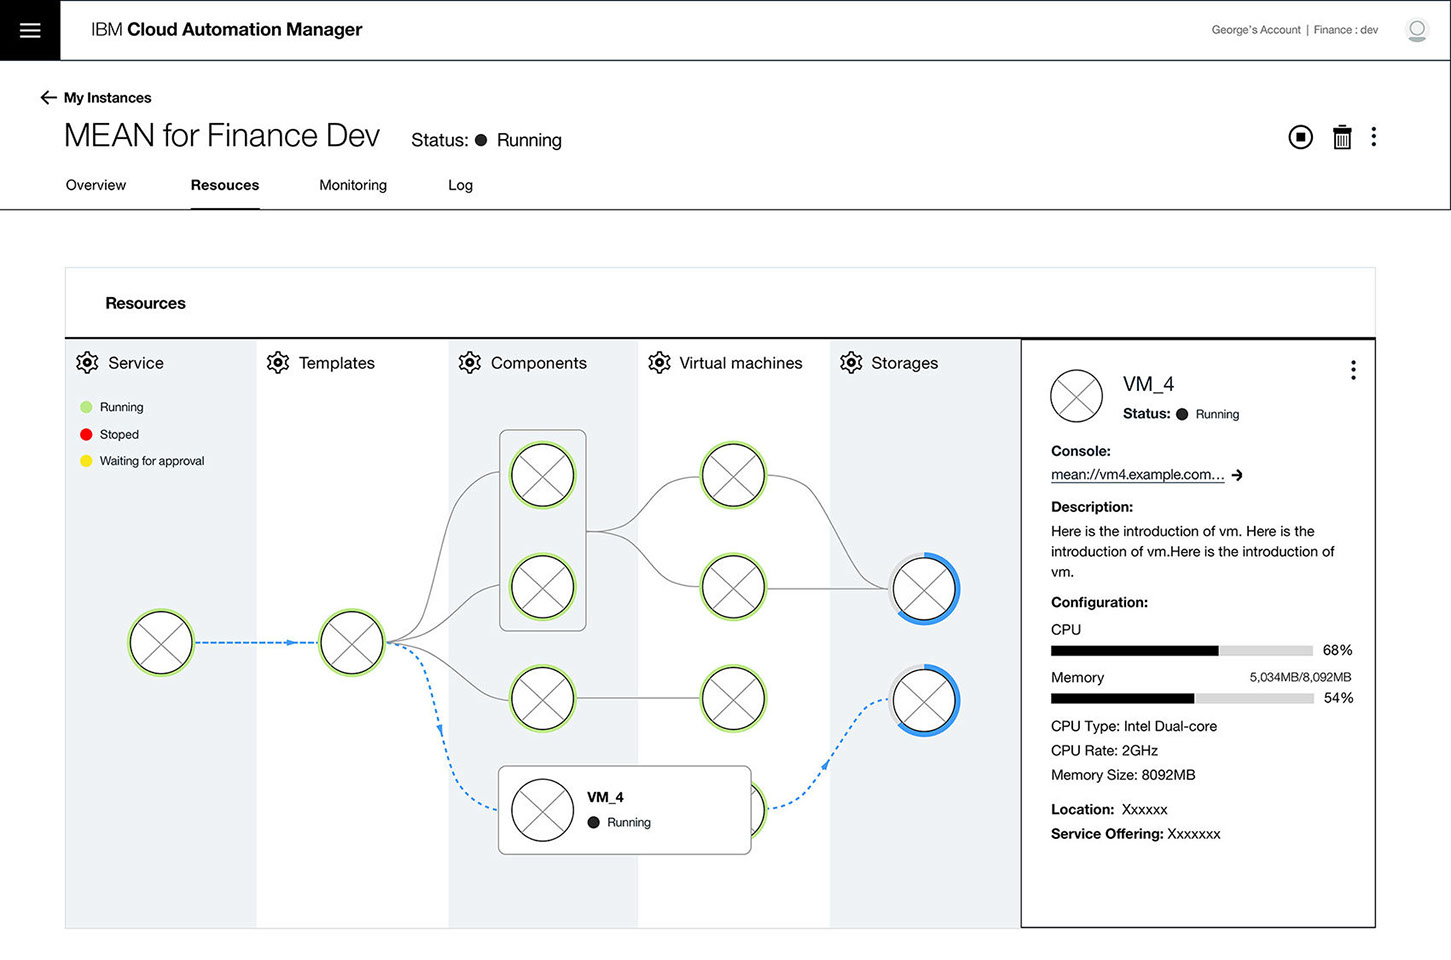 IBM Cloud Automation Manager
George's Account | Finance : dev
My Instances
MEAN for Finance Dev
Status: Running
Overview
Resouces
Monitoring
Log
Resources
Service
Templates
Components
Virtual machines
Storages
Running
Stoped
Waiting for approval
VM_4
Running
VM_4
Status: Running
Console:
mean://vm4.example.com...
Description:
Here is the introduction of vm. Here is the
introduction of vm.Here is the introduction of
vm.
Configuration:
CPU
68%
Memory 5,034MB/8,092MB
54%
CPU Type: Intel Dual-core
CPU Rate: 2GHz
Memory Size: 8092MB
Location: Xxxxxx
Service Offering: Xxxxxxx